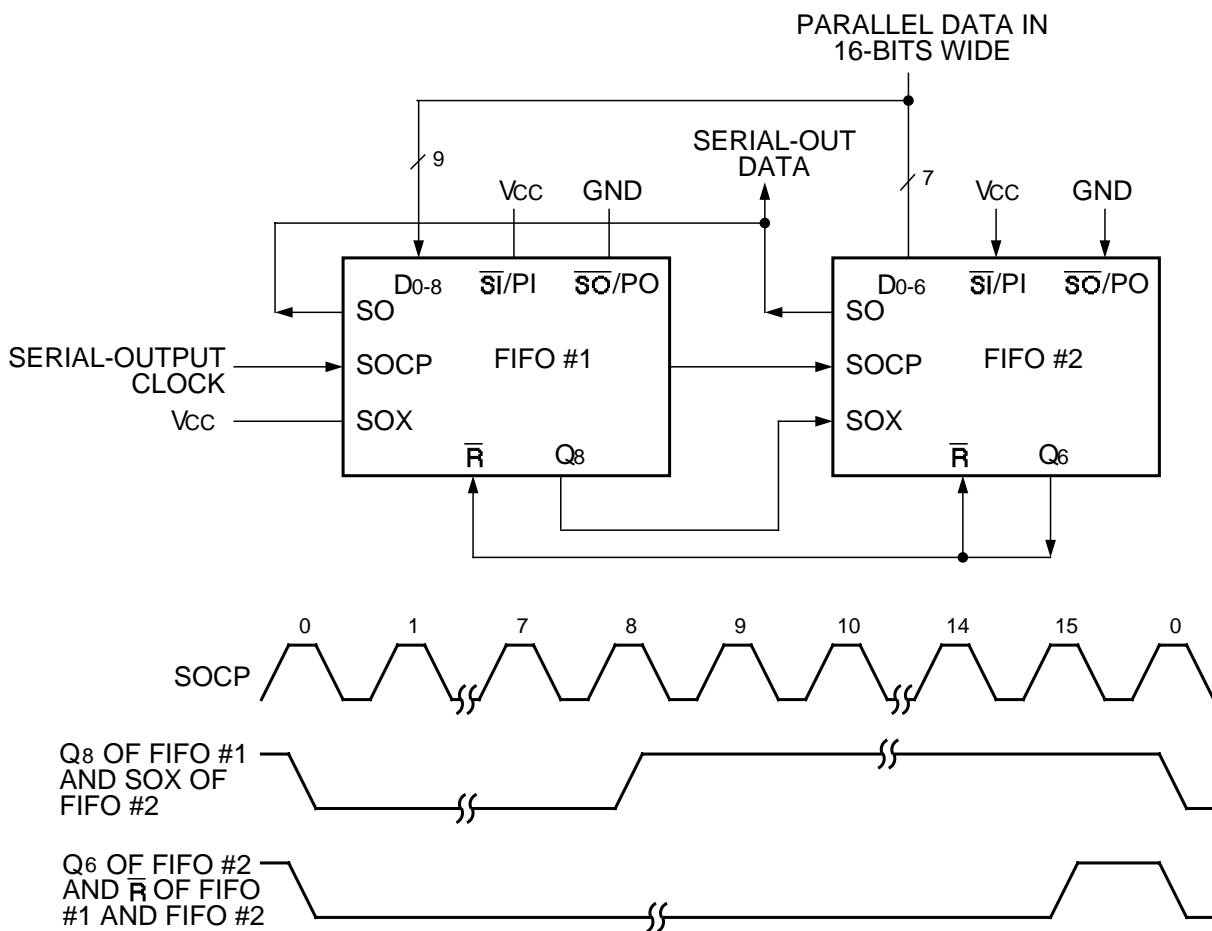 PARALLEL DATA IN
16-BITS WIDE
SERIAL-OUT
DATA
9
7
VCC
GND
VCC
GND
D0-8
SI/PI
SO/PO
D0-6
SI/PI
SO/PO
SO
SO
SERIAL-OUTPUT
CLOCK
SOCP
FIFO #1
SOCP
FIFO #2
VCC
SOX
SOX
R
Q8
R
Q6
0 1 7 8 9 10 14 15 0
SOCP
Q8 OF FIFO #1
AND SOX OF
FIFO #2
Q6 OF FIFO #2
AND R OF FIFO
#1 AND FIFO #2